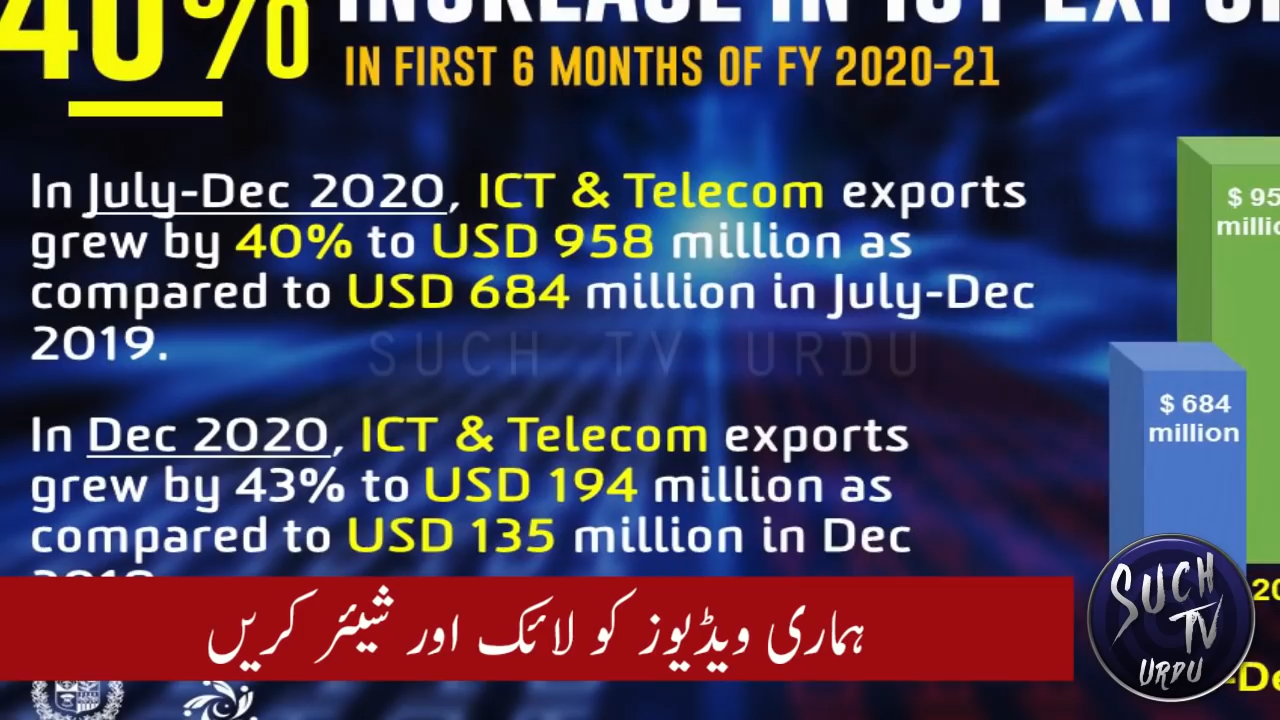 40% INCREASE IN ICT
IN FIRST 6 MONTHS OF FY 2020-21
In July-Dec 2020, ICT & Telecom exports
grew by 40% to USD 958 million as
compared to USD 684 million in July-Dec
2019.
SUCH TV URDU
In Dec 2020, ICT & Telecom exports
grew by 43% to USD 194 million as
compared to USD 135 million in Dec
$ 684
million
ہماری ویڈیوز کو لائک اور شیئر کریں
SUCH
TV
URDU